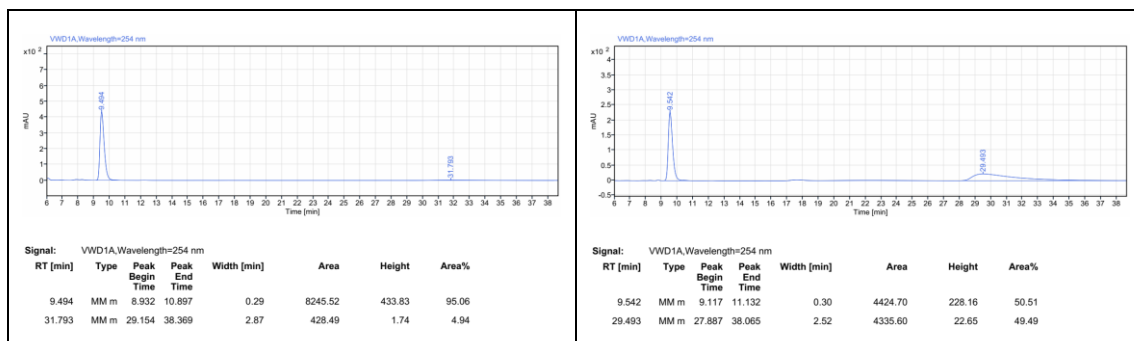 VWD1A,Wavelength=254 nm
x10 2
7-
6-
5-
4-
3-
2-
1-
0-
mAU
9.494
31.793
6 7 8 9 10 11 12 13 14 15 16 17 18 19 20 21 22 23 24 25 26 27 28 29 30 31 32 33 34 35 36 37 38
Time [min]
Signal: VWD1A,Wavelength=254 nm
RT [min] Type Peak Begin Time Peak End Time Width [min] Area Height Area%
9.494 MM m 8.932 10.897 0.29 8245.52 433.83 95.06
31.793 MM m 29.154 38.369 2.87 428.49 1.74 4.94
VWD1A,Wavelength=254 nm
x10 2
4-
3.5-
3-
2.5-
2-
1.5-
1-
0.5-
0-
-0.5-
mAU
9.542
29.493
6 7 8 9 10 11 12 13 14 15 16 17 18 19 20 21 22 23 24 25 26 27 28 29 30 31 32 33 34 35 36 37 38
Time [min]
Signal: VWD1A,Wavelength=254 nm
RT [min] Type Peak Begin Time Peak End Time Width [min] Area Height Area%
9.542 MM m 9.117 11.132 0.30 4424.70 228.16 50.51
29.493 MM m 27.887 38.065 2.52 4335.60 22.65 49.49